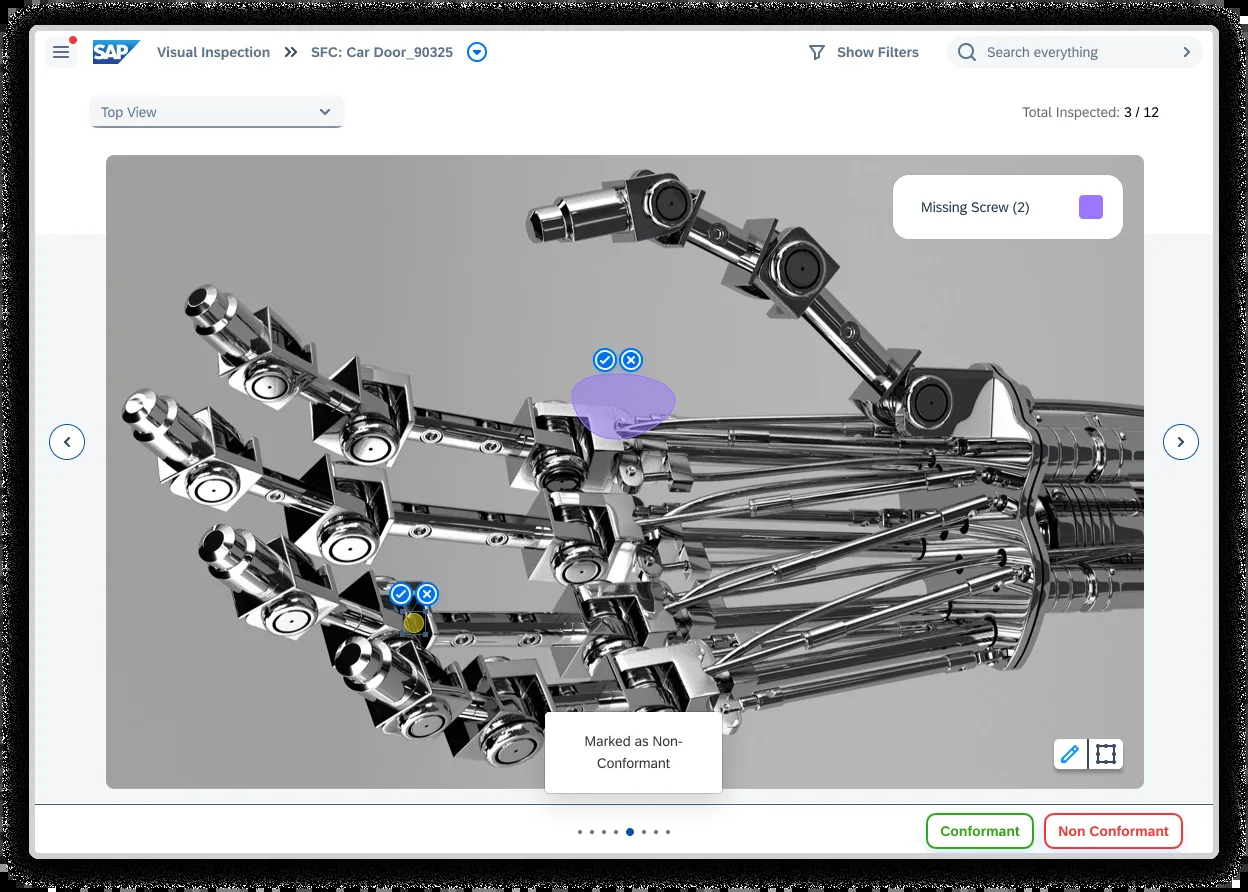 SAP Visual Inspection SFC: Car Door_90325 Show Filters Search everything
Top View Total Inspected: 3 / 12
Missing Screw (2)
Marked as Non-
Conformant
Conformant Non Conformant